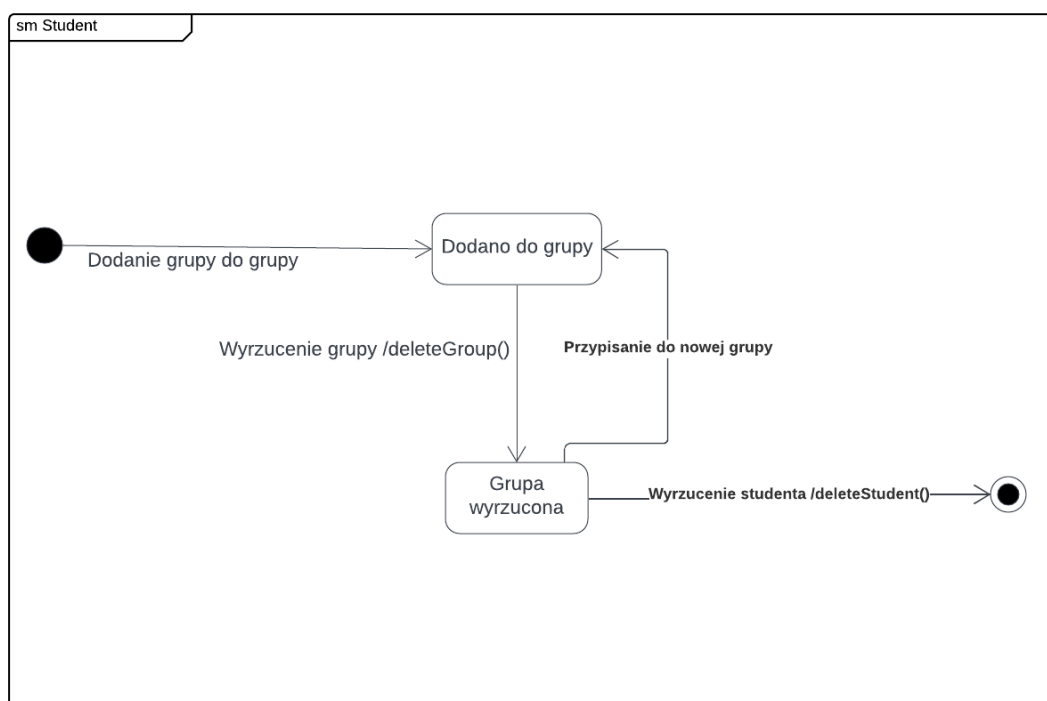 sm Student
Dodano do grupy
Dodanie grupy do grupy
Wyrzucenie grupy /deleteGroup()
Przypisanie do nowej grupy
Grupa
wyrzucona
Wyrzucenie studenta /deleteStudent()